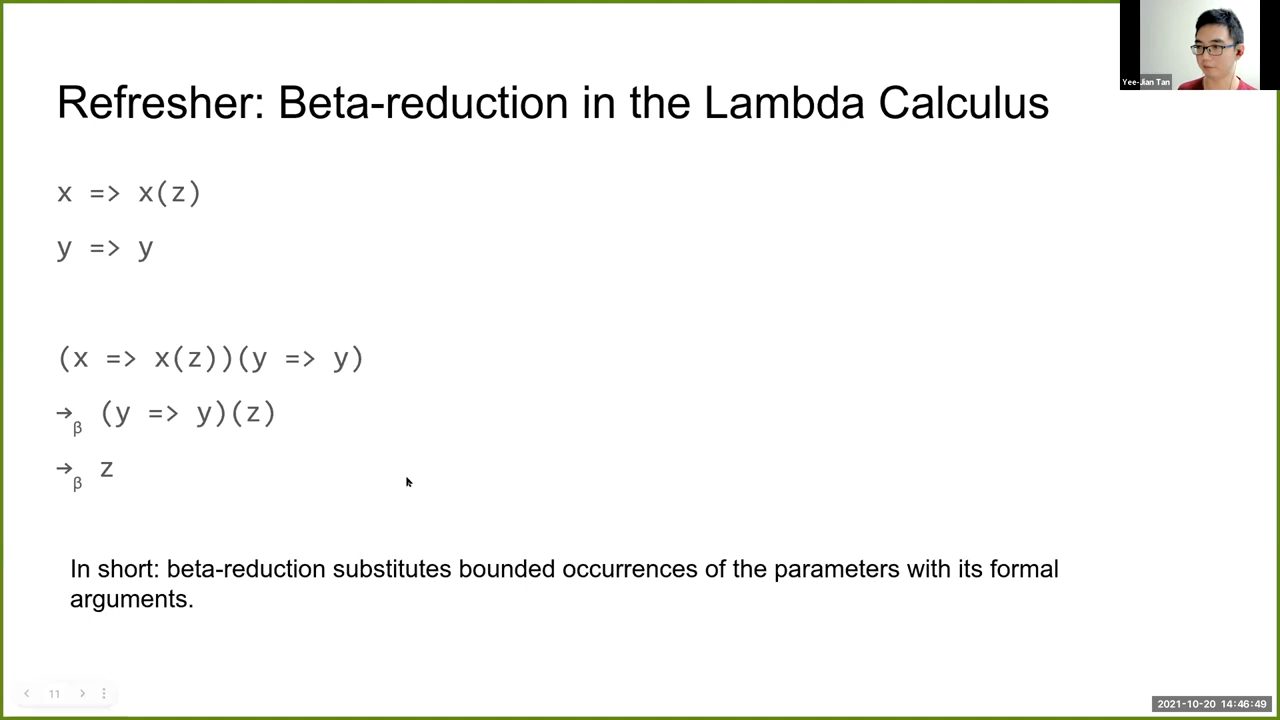 Refresher: Beta-reduction in the Lambda Calculus
Yee-Jian Tan
x => x(z)
y => y
(x => x(z))(y => y)
→β (y => y)(z)
→β z
In short: beta-reduction substitutes bounded occurrences of the parameters with its formal
arguments.
11
2021-10-20 14:46:49